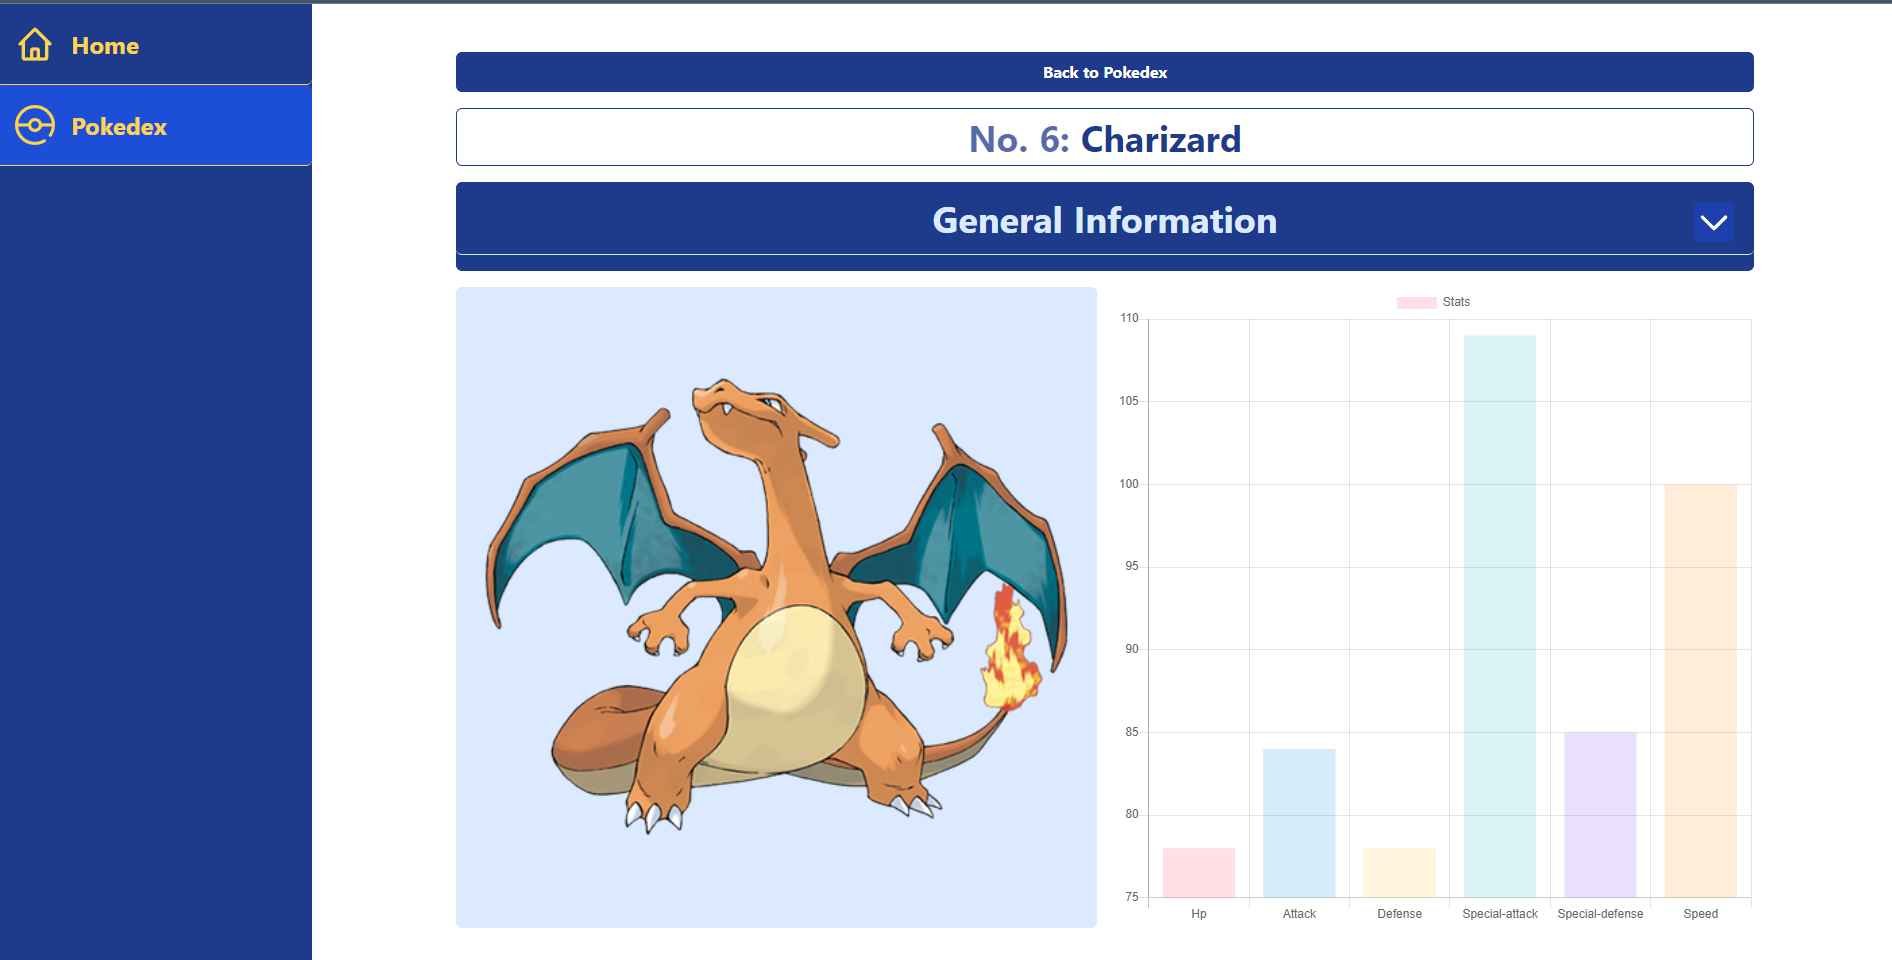 Home
Pokedex
Back to Pokedex
No. 6: Charizard
General Information
Stats
110
105
100
95
90
85
80
75
Hp Attack Defense Special-attack Special-defense Speed